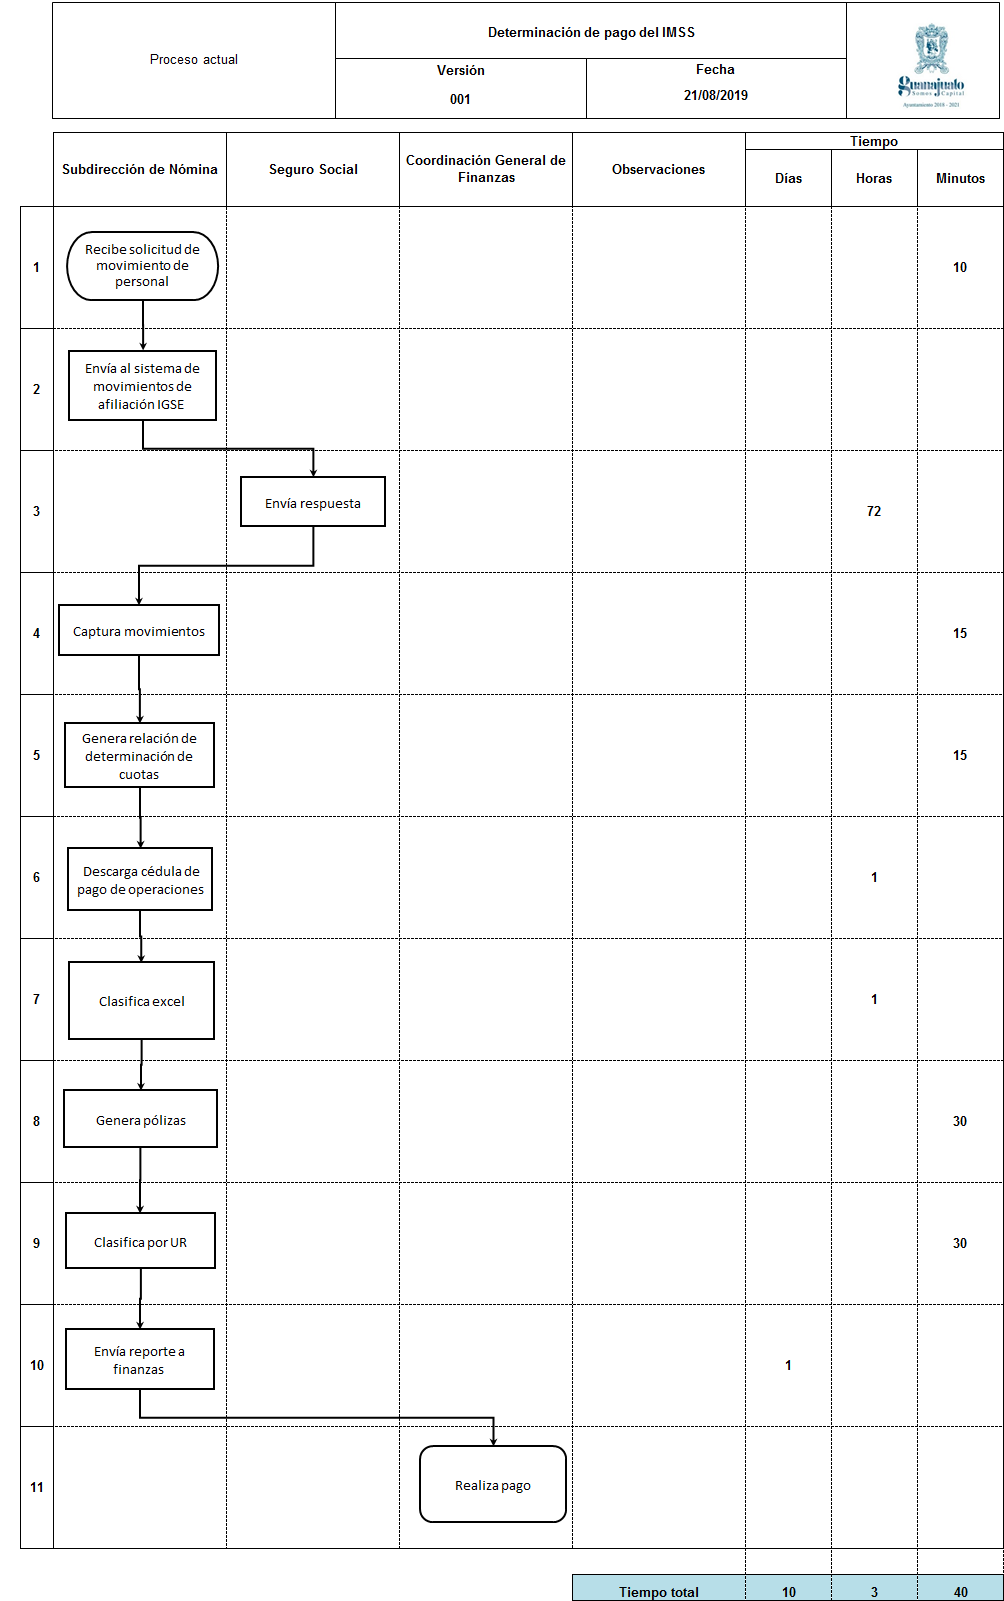 Proceso actual
Determinación de pago del IMSS
Versión
001
Fecha
21/08/2019
guanajuato
Somos Capital
Ayuntamiento 2018 - 2021
Subdirección de Nómina
Seguro Social
Coordinación General de
Finanzas
Observaciones
Tiempo
Días
Horas
Minutos
1
Recibe solicitud de
movimiento de
personal
10
2
Envía al sistema de
movimientos de
afiliación IGSE
3
Envía respuesta
72
4
Captura movimientos
15
5
Genera relación de
determinación de
cuotas
15
6
Descarga cédula de
pago de operaciones
1
7
Clasifica excel
1
8
Genera pólizas
30
9
Clasifica por UR
30
10
Envía reporte a
finanzas
1
11
Realiza pago
Tiempo total
10
3
40